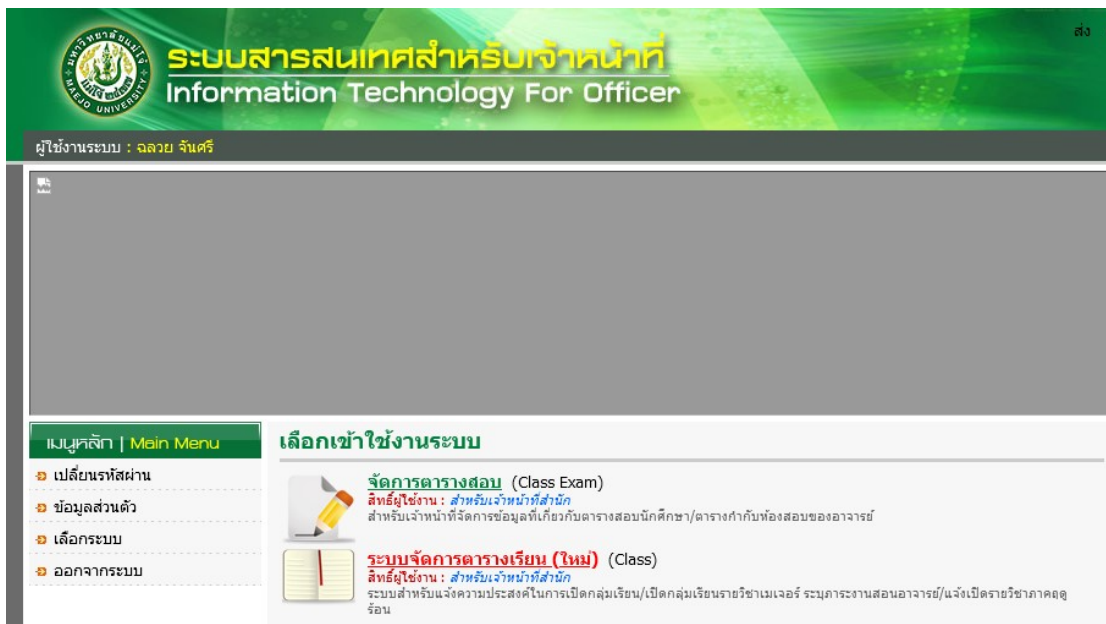 ส่ง
มหาวิทยาลัยแม่โจ้
MAEJO UNIVERSITY
ระบบสารสนเทศสำหรับเจ้าหน้าที่
Information Technology For Officer
ผู้ใช้งานระบบ : ฉลวย จันศรี
เมนูหลัก | Main Menu
เปลี่ยนรหัสผ่าน
ข้อมูลส่วนตัว
เลือกระบบ
ออกจากระบบ
เลือกเข้าใช้งานระบบ
จัดการตารางสอบ (Class Exam)
สิทธิ์ผู้ใช้งาน : สำหรับเจ้าหน้าที่สำนัก
สำหรับเจ้าหน้าที่จัดการข้อมูลที่เกี่ยวกับตารางสอบนักศึกษา/ตารางกำกับห้องสอบของอาจารย์
ระบบจัดการตารางเรียน (ใหม่) (Class)
สิทธิ์ผู้ใช้งาน : สำหรับเจ้าหน้าที่สำนัก
ระบบสำหรับแจ้งความประสงค์ในการเปิดกลุ่มเรียน/เปิดกลุ่มเรียนรายวิชาเมเจอร์ ระบุภาระงานสอนอาจารย์/แจ้งเปิดรายวิชาภาคฤดู
ร้อน